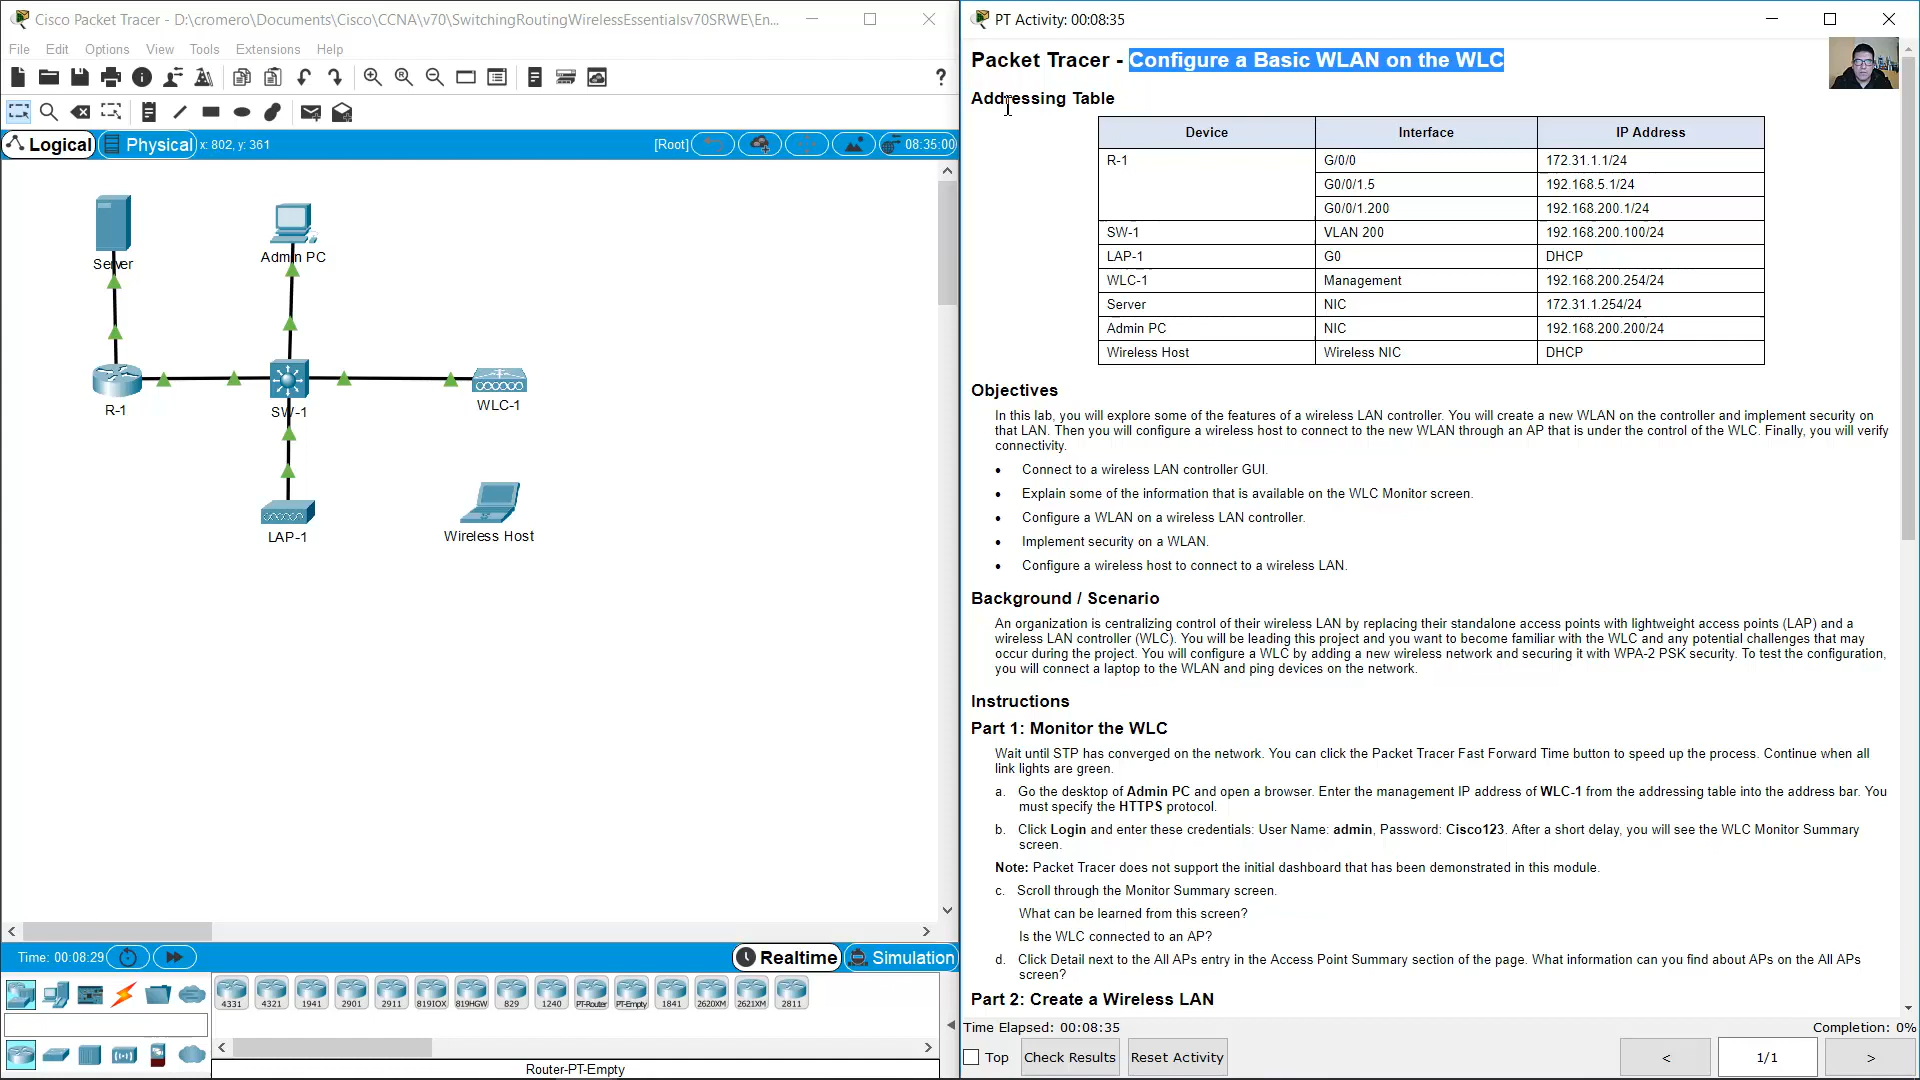 Cisco Packet Tracer - D:\cromero\Documents\Cisco\CCNA\v70\SwitchingRoutingWirelessEssentialsv70SRWE\En...
File Edit Options View Tools Extensions Help
?
Logical Physical x: 802, y: 361 [Root] 08:35:00
Server
Admin PC
R-1
SW-1
WLC-1
LAP-1
Wireless Host
Time: 00:08:29 Realtime Simulation
4331 4321 1941 2901 2911 819IOX 819HGW 829 1240 PT-Router PT-Empty 1841 2620XM 2621XM 2811
Router-PT-Empty
PT Activity: 00:08:35
Packet Tracer - Configure a Basic WLAN on the WLC
Addressing Table
Device Interface IP Address
R-1 G/0/0 172.31.1.1/24
G0/0/1.5 192.168.5.1/24
G0/0/1.200 192.168.200.1/24
SW-1 VLAN 200 192.168.200.100/24
LAP-1 G0 DHCP
WLC-1 Management 192.168.200.254/24
Server NIC 172.31.1.254/24
Admin PC NIC 192.168.200.200/24
Wireless Host Wireless NIC DHCP
Objectives
In this lab, you will explore some of the features of a wireless LAN controller. You will create a new WLAN on the controller and implement security on
that LAN. Then you will configure a wireless host to connect to the new WLAN through an AP that is under the control of the WLC. Finally, you will verify
connectivity.
• Connect to a wireless LAN controller GUI.
• Explain some of the information that is available on the WLC Monitor screen.
• Configure a WLAN on a wireless LAN controller.
• Implement security on a WLAN.
• Configure a wireless host to connect to a wireless LAN.
Background / Scenario
An organization is centralizing control of their wireless LAN by replacing their standalone access points with lightweight access points (LAP) and a
wireless LAN controller (WLC). You will be leading this project and you want to become familiar with the WLC and any potential challenges that may
occur during the project. You will configure a WLC by adding a new wireless network and securing it with WPA-2 PSK security. To test the configuration,
you will connect a laptop to the WLAN and ping devices on the network.
Instructions
Part 1: Monitor the WLC
Wait until STP has converged on the network. You can click the Packet Tracer Fast Forward Time button to speed up the process. Continue when all
link lights are green.
a. Go the desktop of Admin PC and open a browser. Enter the management IP address of WLC-1 from the addressing table into the address bar. You
must specify the HTTPS protocol.
b. Click Login and enter these credentials: User Name: admin, Password: Cisco123. After a short delay, you will see the WLC Monitor Summary
screen.
Note: Packet Tracer does not support the initial dashboard that has been demonstrated in this module.
c. Scroll through the Monitor Summary screen.
What can be learned from this screen?
Is the WLC connected to an AP?
d. Click Detail next to the All APs entry in the Access Point Summary section of the page. What information can you find about APs on the All APs
screen?
Part 2: Create a Wireless LAN
Time Elapsed: 00:08:35 Completion: 0%
Top Check Results Reset Activity < 1/1 >